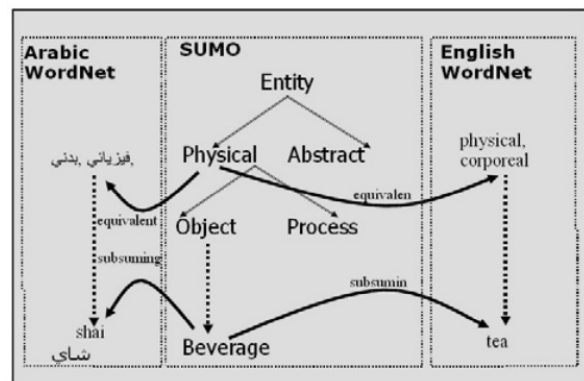 Arabic
WordNet
SUMO
English
WordNet
Entity
فيزيائي, بدني,
Physical
Abstract
physical,
corporeal
equivalent
equivalen
Object
Process
subsuming
subsumin
shai
شاي
Beverage
tea